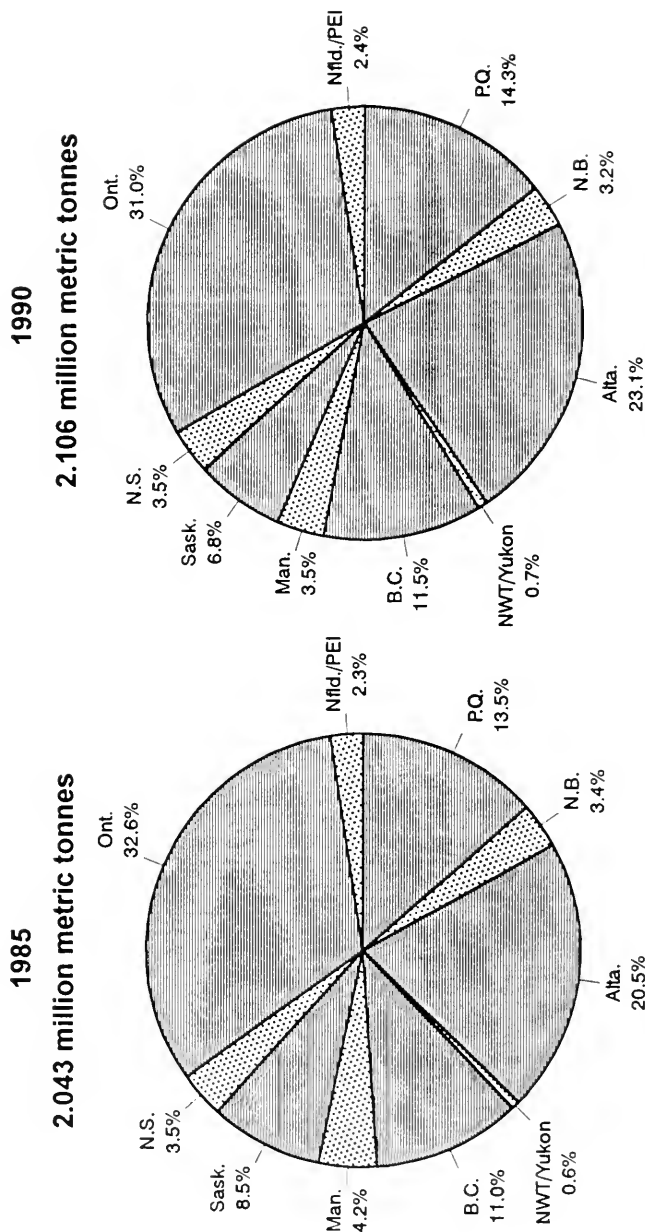 1985
2.043 million metric tonnes
Ont.
32.6%
Nfld./PEI
2.3%
P.Q.
13.5%
N.B.
3.4%
Alta.
20.5%
NWT/Yukon
0.6%
B.C.
11.0%
Man.
4.2%
Sask.
8.5%
N.S.
3.5%
1990
2.106 million metric tonnes
Ont.
31.0%
Nfld./PEI
2.4%
P.Q.
14.3%
N.B.
3.2%
Alta.
23.1%
NWT/Yukon
0.7%
B.C.
11.5%
Man.
3.5%
Sask.
6.8%
N.S.
3.5%